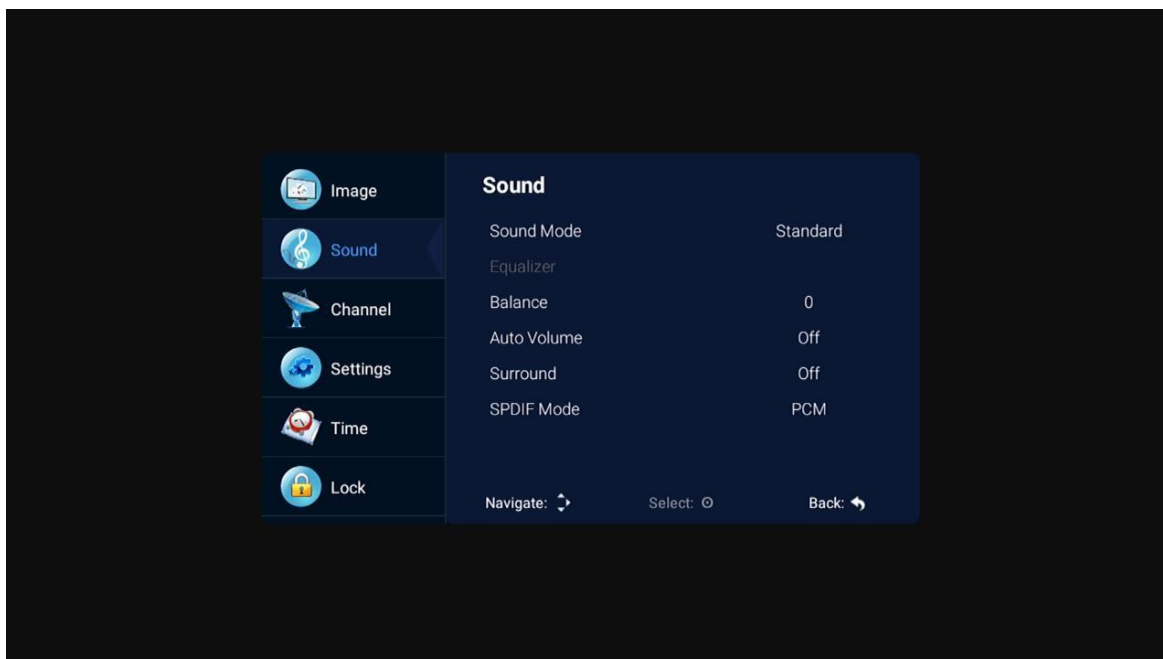 Image
Sound
Channel
Settings
Time
Lock
Sound
Sound Mode Standard
Equalizer
Balance 0
Auto Volume Off
Surround Off
SPDIF Mode PCM
Navigate: Select: Back: